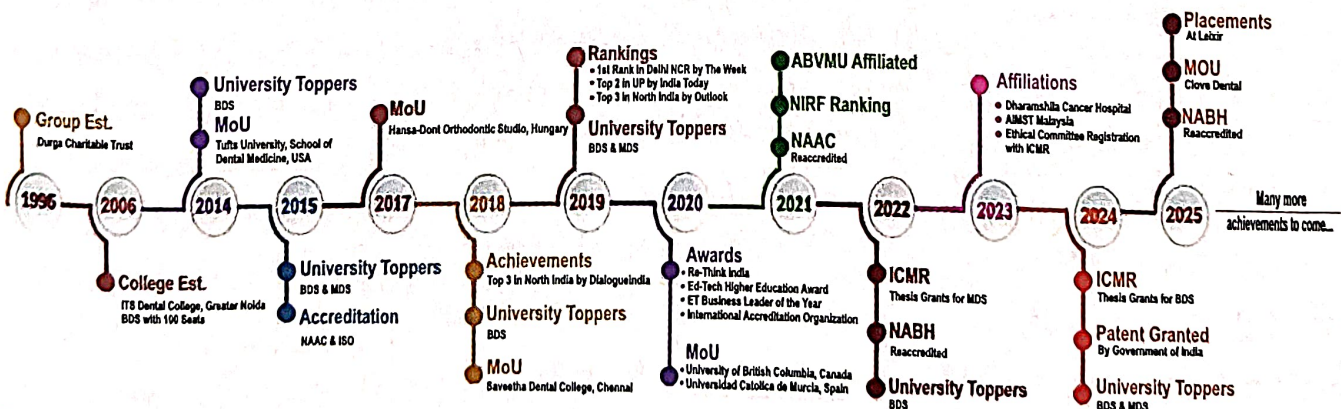 1995
Group Est.
Durga Charitable Trust
2006
College Est.
ITS Dental College, Greater Noida
BDS with 100 Seats
2014
University Toppers
BDS
MoU
Tufts University, School of
Dental Medicine, USA
2015
University Toppers
BDS & MDS
Accreditation
NAAC & ISO
2017
MoU
Hansa-Dont Orthodontic Studio, Hungary
2018
Achievements
Top 3 in North India by DialogueIndia
University Toppers
BDS
MoU
Saveetha Dental College, Chennai
2019
Rankings
• 1st Rank in Delhi NCR by The Week
• Top 2 in UP by India Today
• Top 3 in North India by Outlook
University Toppers
BDS & MDS
2020
Awards
• Re-Think India
• Ed-Tech Higher Education Award
• ET Business Leader of the Year
• International Accreditation Organization
MoU
• University of British Columbia, Canada
• Universidad Catolica de Murcia, Spain
2021
ABVMU Affiliated
NIRF Ranking
NAAC
Reaccredited
2022
ICMR
Thesis Grants for MDS
NABH
Reaccredited
University Toppers
BDS
2023
Affiliations
• Dharamshila Cancer Hospital
• AIMST Malaysia
• Ethical Committee Registration
with ICMR
2024
ICMR
Thesis Grants for BDS
Patent Granted
By Government of India
University Toppers
BDS & MDS
2025
Placements
At Leixir
MOU
Clove Dental
NABH
Reaccredited
Many more
achievements to come...